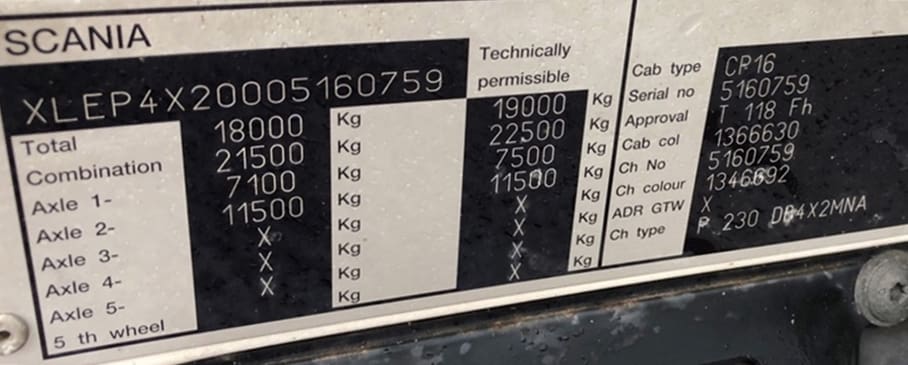 SCANIA
XLEP4X20005160759
Technically
permissible
Total 18000 Kg 19000 Kg
Combination 21500 Kg 22500 Kg
Axle 1- 7100 Kg 7500 Kg
Axle 2- 11500 Kg 11500 Kg
Axle 3- X Kg X Kg
Axle 4- X Kg X Kg
Axle 5- X Kg X Kg
5 th wheel Kg
Cab type CP16
Serial no 5160759
Approval T 118 Fh
Cab col 1366630
Ch No 5160759
Ch colour 1346692
ADR GTW X
Ch type P 230 DB4X2MNA